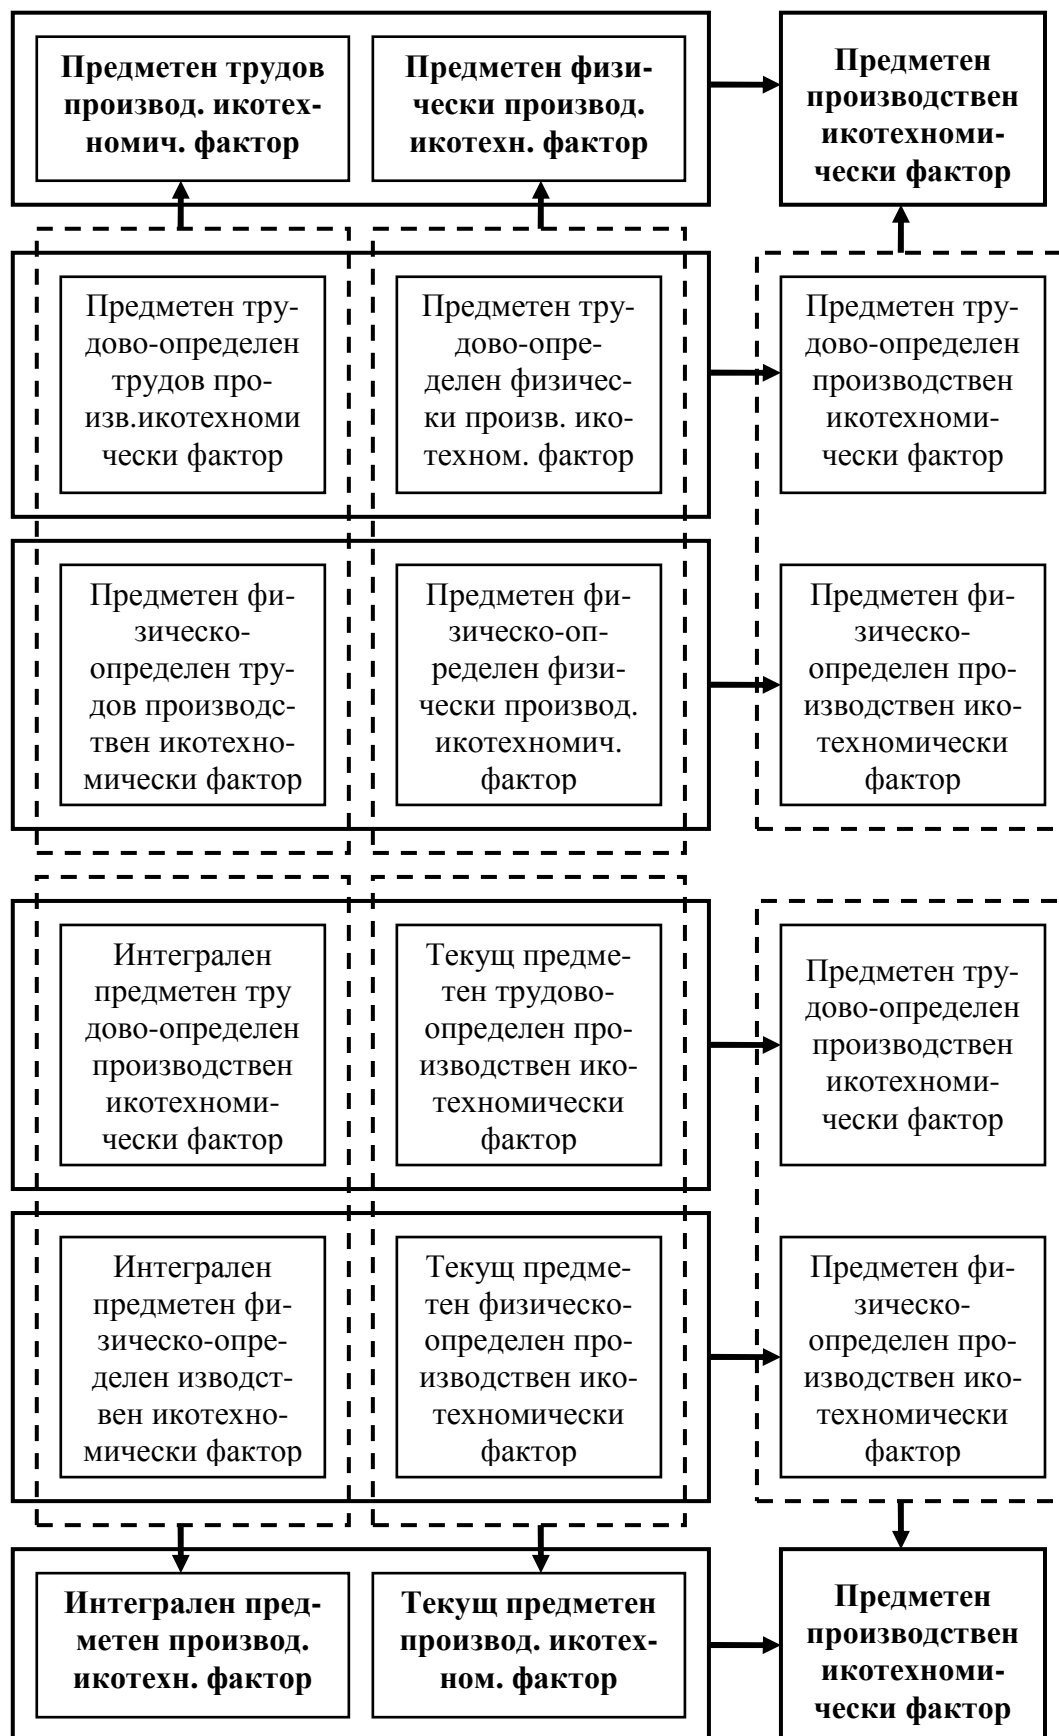 Предметен трудов
производ. икотех-
номич. фактор
Предметен физи-
чески производ.
икотехн. фактор
Предметен
производствен
икотехноми-
чески фактор
Предметен тру-
дово-определен
трудов про-
изв.икотехноми
чески фактор
Предметен тру-
дово-опре-
делен физичес-
ки произв. ико-
техном. фактор
Предметен тру-
дово-определен
производствен
икотехноми-
чески фактор
Предметен фи-
зическо-
определен тру-
дов производс-
твен икотехно-
мически фактор
Предметен фи-
зическо-оп-
ределен физи-
чески производ.
икотехномич.
фактор
Предметен фи-
зическо-
определен про-
изводствен ико-
техномически
фактор
Интегрален
предметен тру
дово-определен
производствен
икотехноми-
чески фактор
Текущ предме-
тен трудово-
определен про-
изводствен ико-
техномически
фактор
Предметен тру-
дово-определен
производствен
икотехноми-
чески фактор
Интегрален
предметен фи-
зическо-опре-
делен изводст-
вен икотехно-
мически фактор
Текущ предме-
тен физическо-
определен про-
изводствен ико-
техномически
фактор
Предметен фи-
зическо-
определен про-
изводствен ико-
техномически
фактор
Интегрален пред-
метен производ.
икотехн. фактор
Текущ предметен
производ. икотех-
ном. фактор
Предметен
производствен
икотехноми-
чески фактор